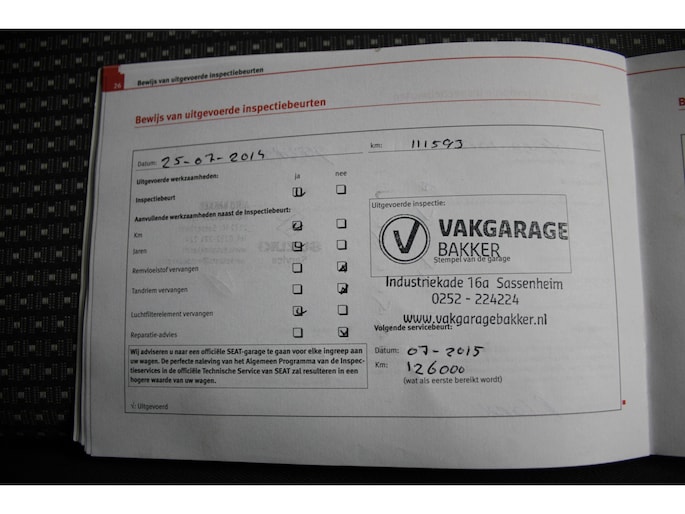 26 Bewijs van uitgevoerde inspectiebeurten
Bewijs van uitgevoerde inspectiebeurten
Datum: 25-07-2014
km: 111593
Uitgevoerde werkzaamheden: ja nee
Inspectiebeurt
Aanvullende werkzaamheden naast de inspectiebeurt:
Km
Jaren
Remvloeistof vervangen
Tandriem vervangen
Luchtfilterelement vervangen
Reparatie-advies
Wij adviseren u naar een officiële SEAT-garage te gaan voor elke ingreep aan
uw wagen. De perfecte naleving van het Algemeen Programma van de Inspec-
tieservices in de officiële Technische Service van SEAT zal resulteren in een
hogere waarde van uw wagen.
√: Uitgevoerd
Uitgevoerde inspectie:
VAKGARAGE
BAKKER
Stempel van de garage
Industriekade 16a Sassenheim
0252 - 224224
www.vakgaragebakker.nl
Volgende servicebeurt:
Datum: 07-2015
Km: 126000
(wat als eerste bereikt wordt)